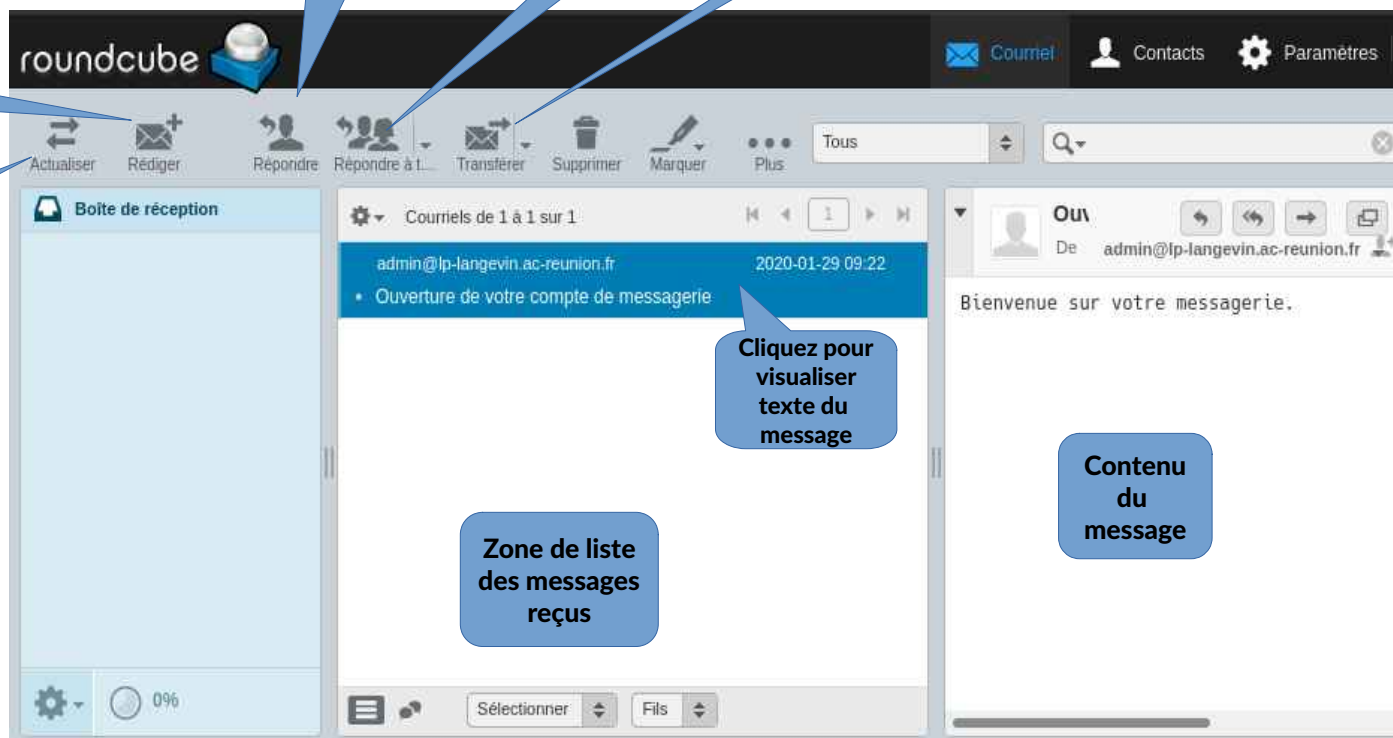 roundcube
Courriel
Contacts
Paramètres
Actualiser
Rédiger
Répondre
Répondre à t...
Transférer
Supprimer
Marquer
Plus
Tous
Boîte de réception
Courriels de 1 à 1 sur 1
1
admin@lp-langevin.ac-reunion.fr 2020-01-29 09:22
• Ouverture de votre compte de messagerie
Cliquez pour
visualiser
texte du
message
Zone de liste
des messages
reçus
0%
Sélectionner
Fils
De admin@lp-langevin.ac-reunion.fr
Bienvenue sur votre messagerie.
Contenu
du
message